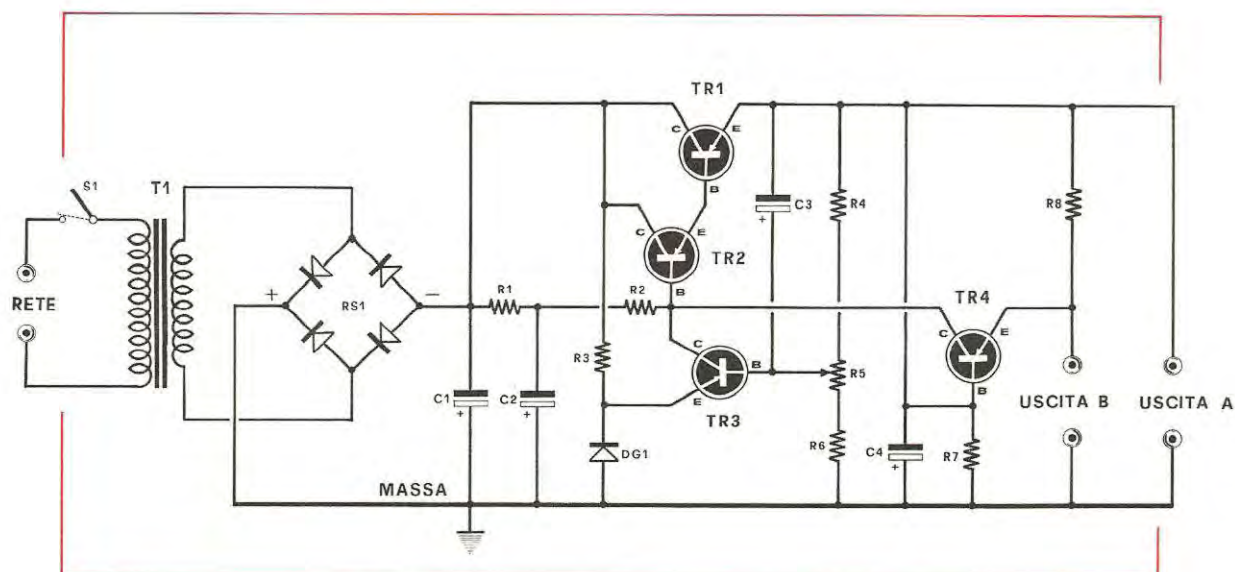 TR1
S1
T1
C
E
B
C3
+
R4
R8
C
E
TR2
B
RETE
+
RS1
−
R1
R2
TR4
C
E
R3
C
B
R5
B
E
C1
+
C2
+
TR3
USCITA B
USCITA A
DG1
R6
C4
+
R7
MASSA